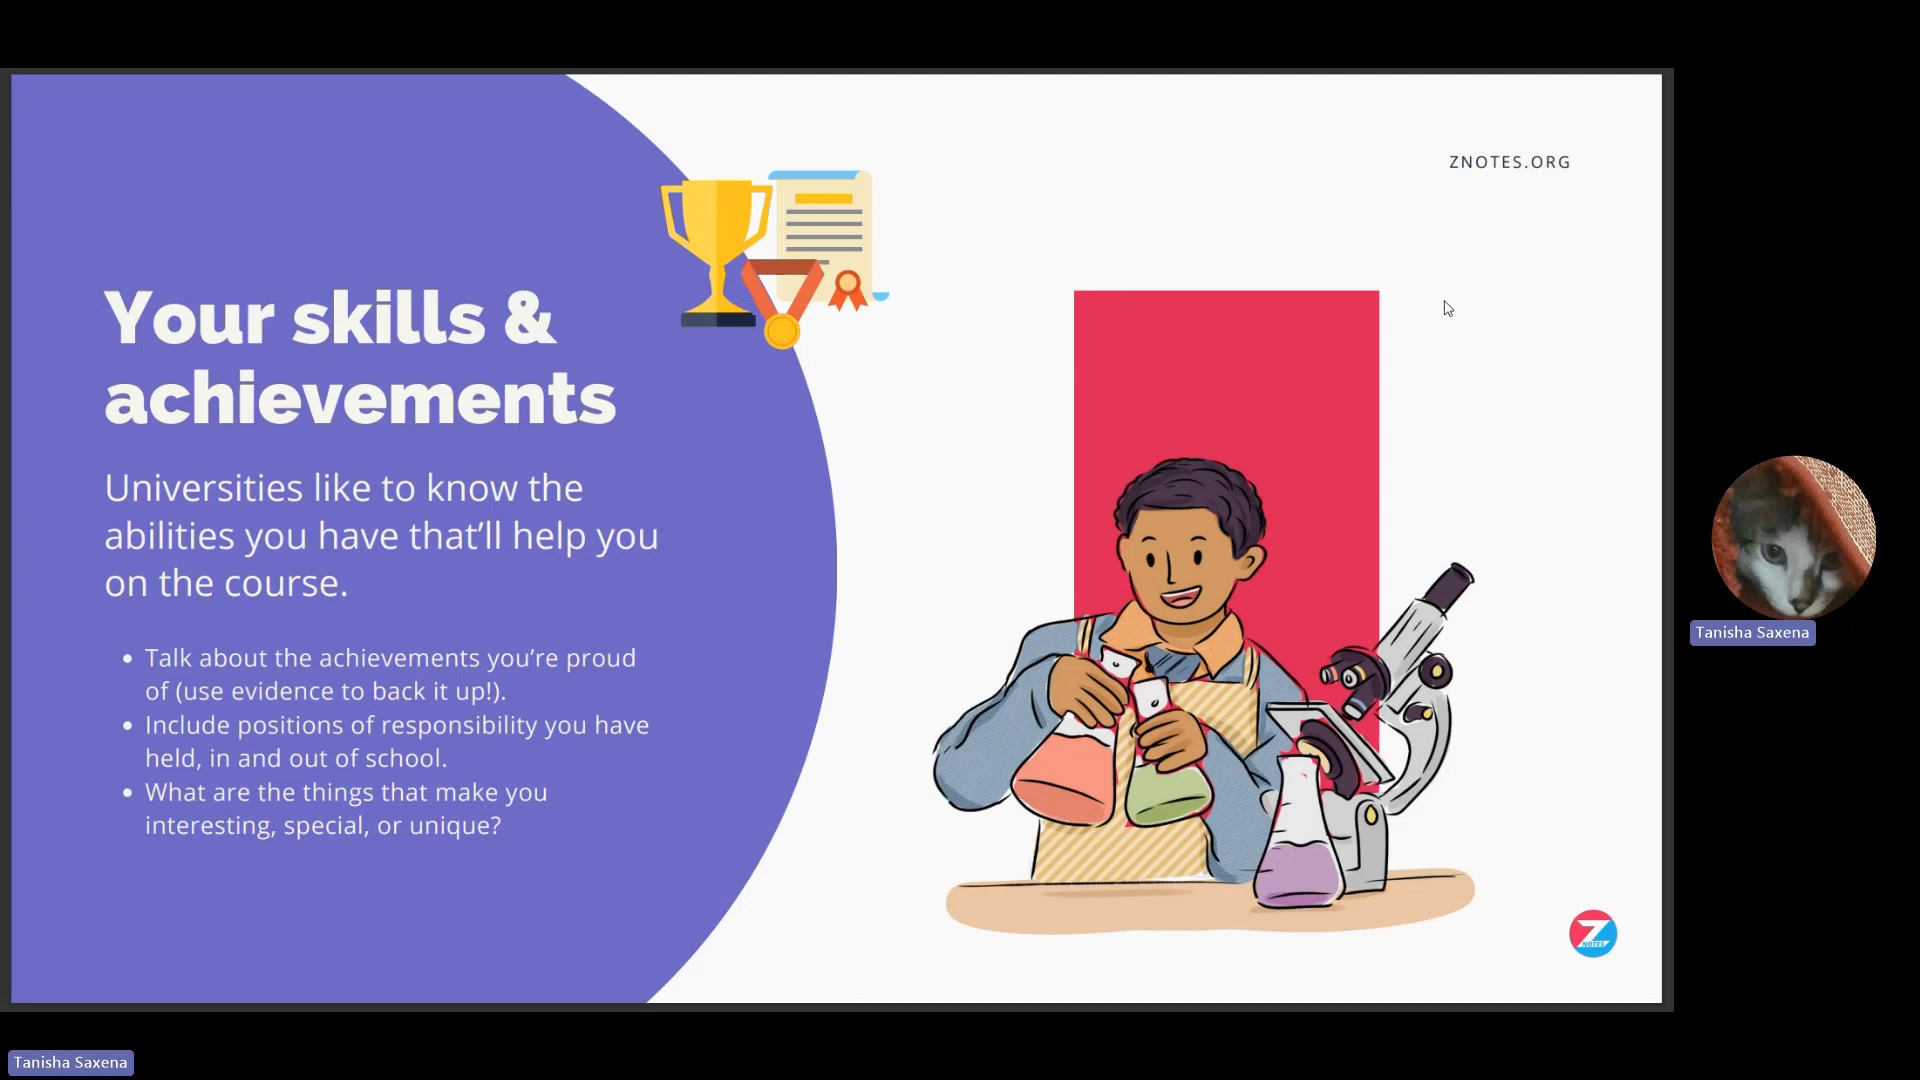 ZNOTES.ORG
Your skills &
achievements
Universities like to know the
abilities you have that’ll help you
on the course.
• Talk about the achievements you’re proud
of (use evidence to back it up!).
• Include positions of responsibility you have
held, in and out of school.
• What are the things that make you
interesting, special, or unique?
Z
NOTES
Tanisha Saxena
Tanisha Saxena